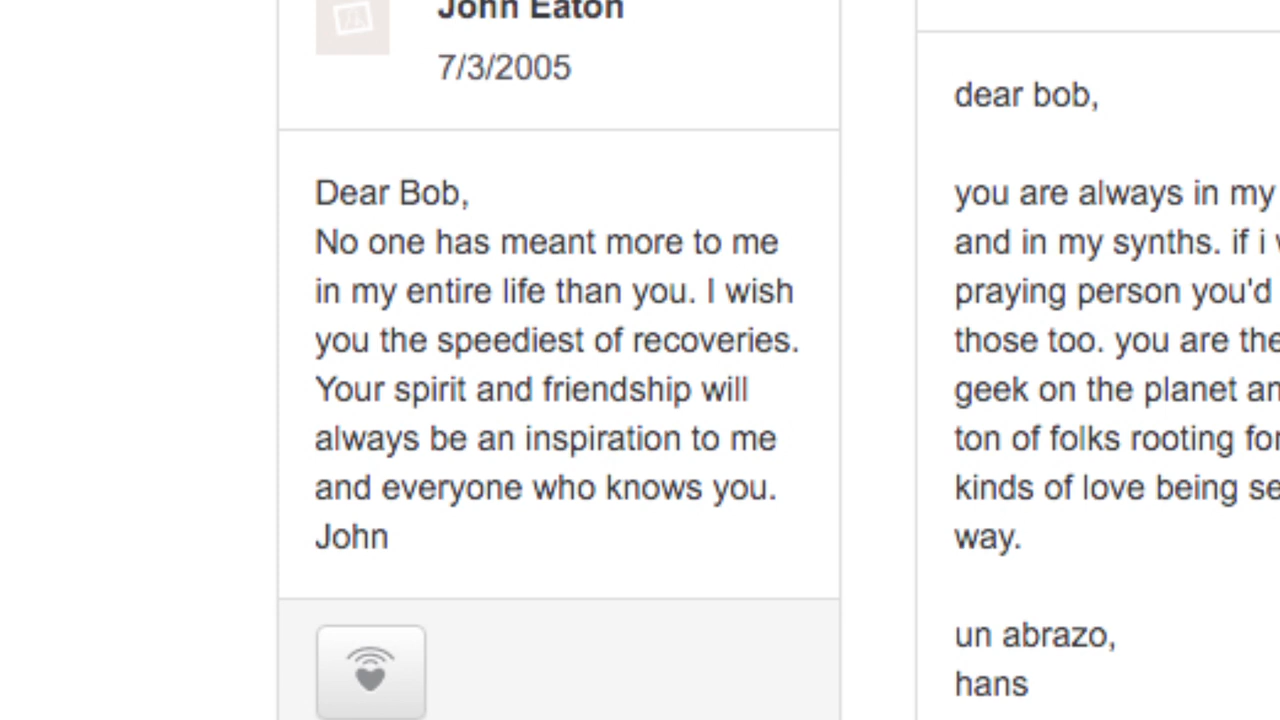 John Eaton
7/3/2005
Dear Bob,
No one has meant more to me
in my entire life than you. I wish
you the speediest of recoveries.
Your spirit and friendship will
always be an inspiration to me
and everyone who knows you.
John
dear bob,
you are always in my
and in my synths. if i
praying person you'd
those too. you are the
geek on the planet
ton of folks rooting
kinds of love being
way.
un abrazo,
hans